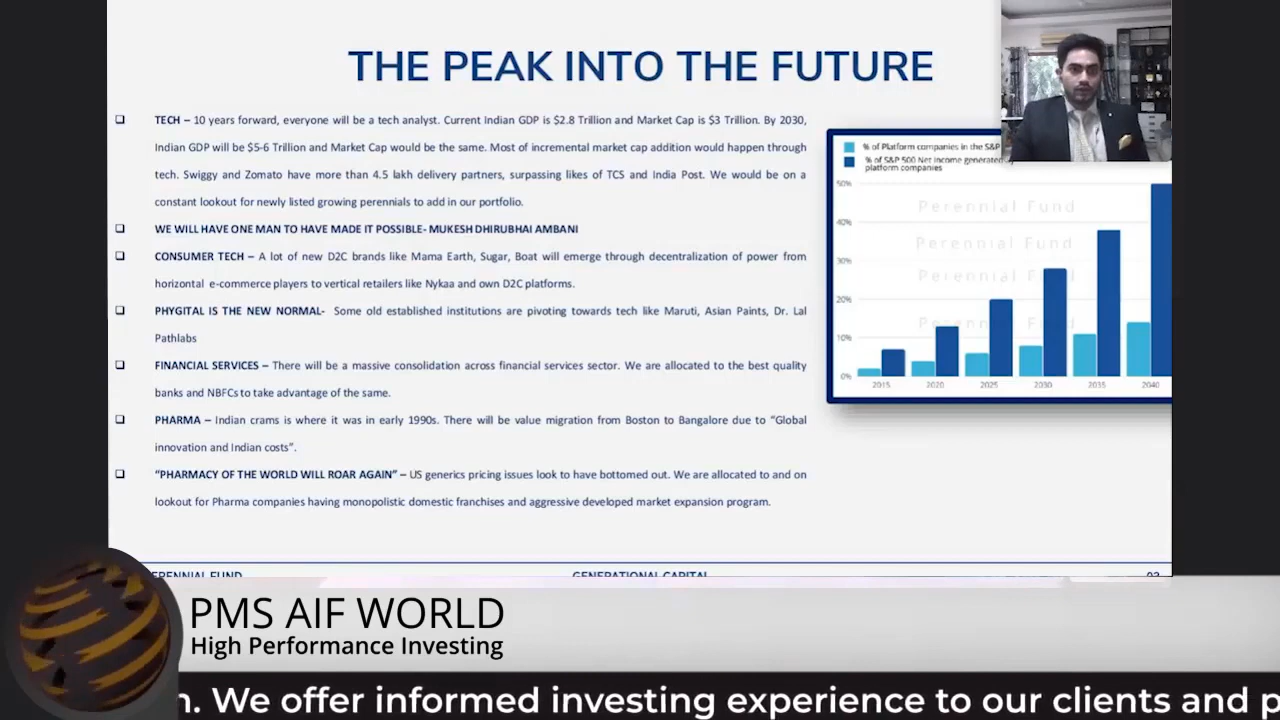 THE PEAK INTO THE FUTURE
TECH – 10 years forward, everyone will be a tech analyst. Current Indian GDP is $2.8 Trillion and Market Cap is $3 Trillion. By 2030,
Indian GDP will be $5-6 Trillion and Market Cap would be the same. Most of incremental market cap addition would happen through
tech. Swiggy and Zomato have more than 4.5 lakh delivery partners, surpassing likes of TCS and India Post. We would be on a
constant lookout for newly listed growing perennials to add in our portfolio.
WE WILL HAVE ONE MAN TO HAVE MADE IT POSSIBLE- MUKESH DHIRUBHAI AMBANI
CONSUMER TECH – A lot of new D2C brands like Mama Earth, Sugar, Boat will emerge through decentralization of power from
horizontal e-commerce players to vertical retailers like Nykaa and own D2C platforms.
PHYGITAL IS THE NEW NORMAL- Some old established institutions are pivoting towards tech like Maruti, Asian Paints, Dr. Lal
Pathlabs
FINANCIAL SERVICES – There will be a massive consolidation across financial services sector. We are allocated to the best quality
banks and NBFCs to take advantage of the same.
PHARMA – Indian crams is where it was in early 1990s. There will be value migration from Boston to Bangalore due to “Global
innovation and Indian costs”.
“PHARMACY OF THE WORLD WILL ROAR AGAIN” – US generics pricing issues look to have bottomed out. We are allocated to and on
lookout for Pharma companies having monopolistic domestic franchises and aggressive developed market expansion program.
% of Platform companies in the S&P
% of S&P 500 Net income generated
platform companies
50%
Perennial Fund
40%
Perennial Fund
30%
Perennial Fund
20%
Perennial Fund
10%
0%
2015 2020 2025 2030 2035 2040
PERENNIAL FUND GENERATIONAL CAPITAL 03
PMS AIF WORLD
High Performance Investing
n. We offer informed investing experience to our clients and p